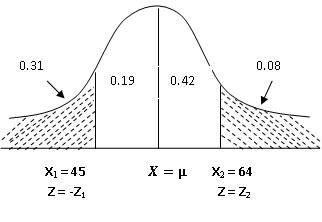 0.31
0.19
0.42
0.08
X₁ = 45
X = μ
X₂ = 64
Z = -Z₁
Z = Z₂